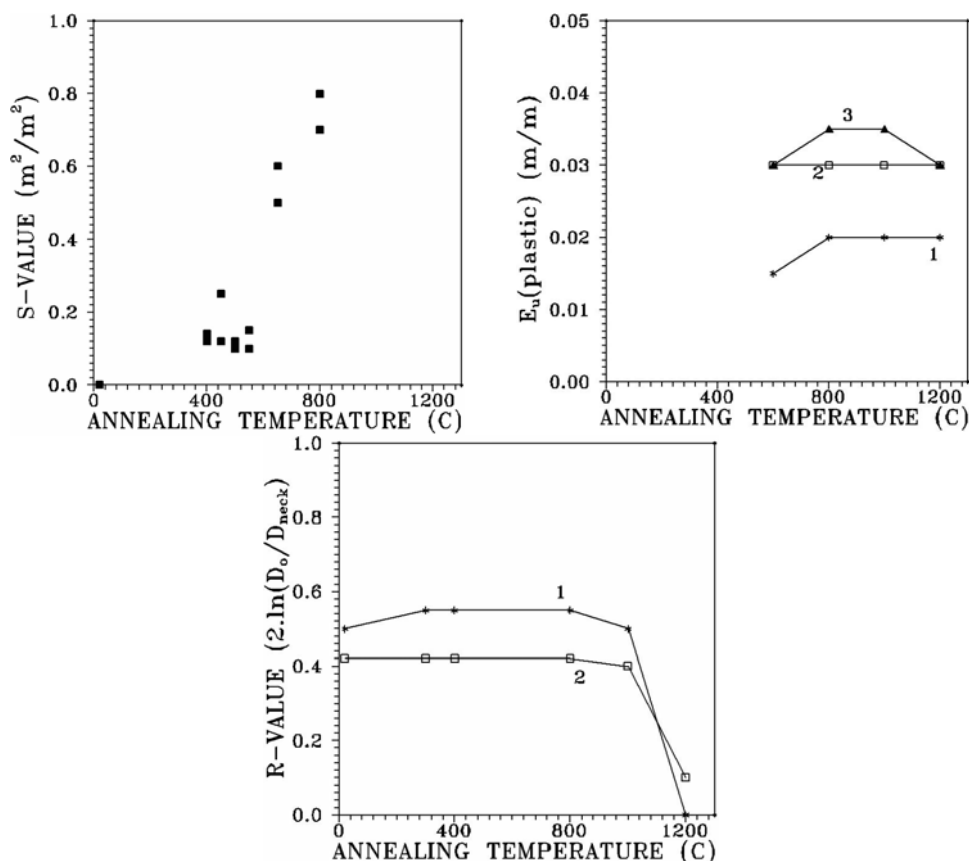 S-VALUE (m²/m²)
1.0
0.8
0.6
0.4
0.2
0.0
0 400 800 1200
ANNEALING TEMPERATURE (C)
Eᵤ(plastic) (m/m)
0.05
0.04
0.03
0.02
0.01
0.00
3
2
1
0 400 800 1200
ANNEALING TEMPERATURE (C)
R-VALUE (2.ln(Dₒ/Dneck)
1.0
0.8
0.6
0.4
0.2
0.0
1
2
0 400 800 1200
ANNEALING TEMPERATURE (C)